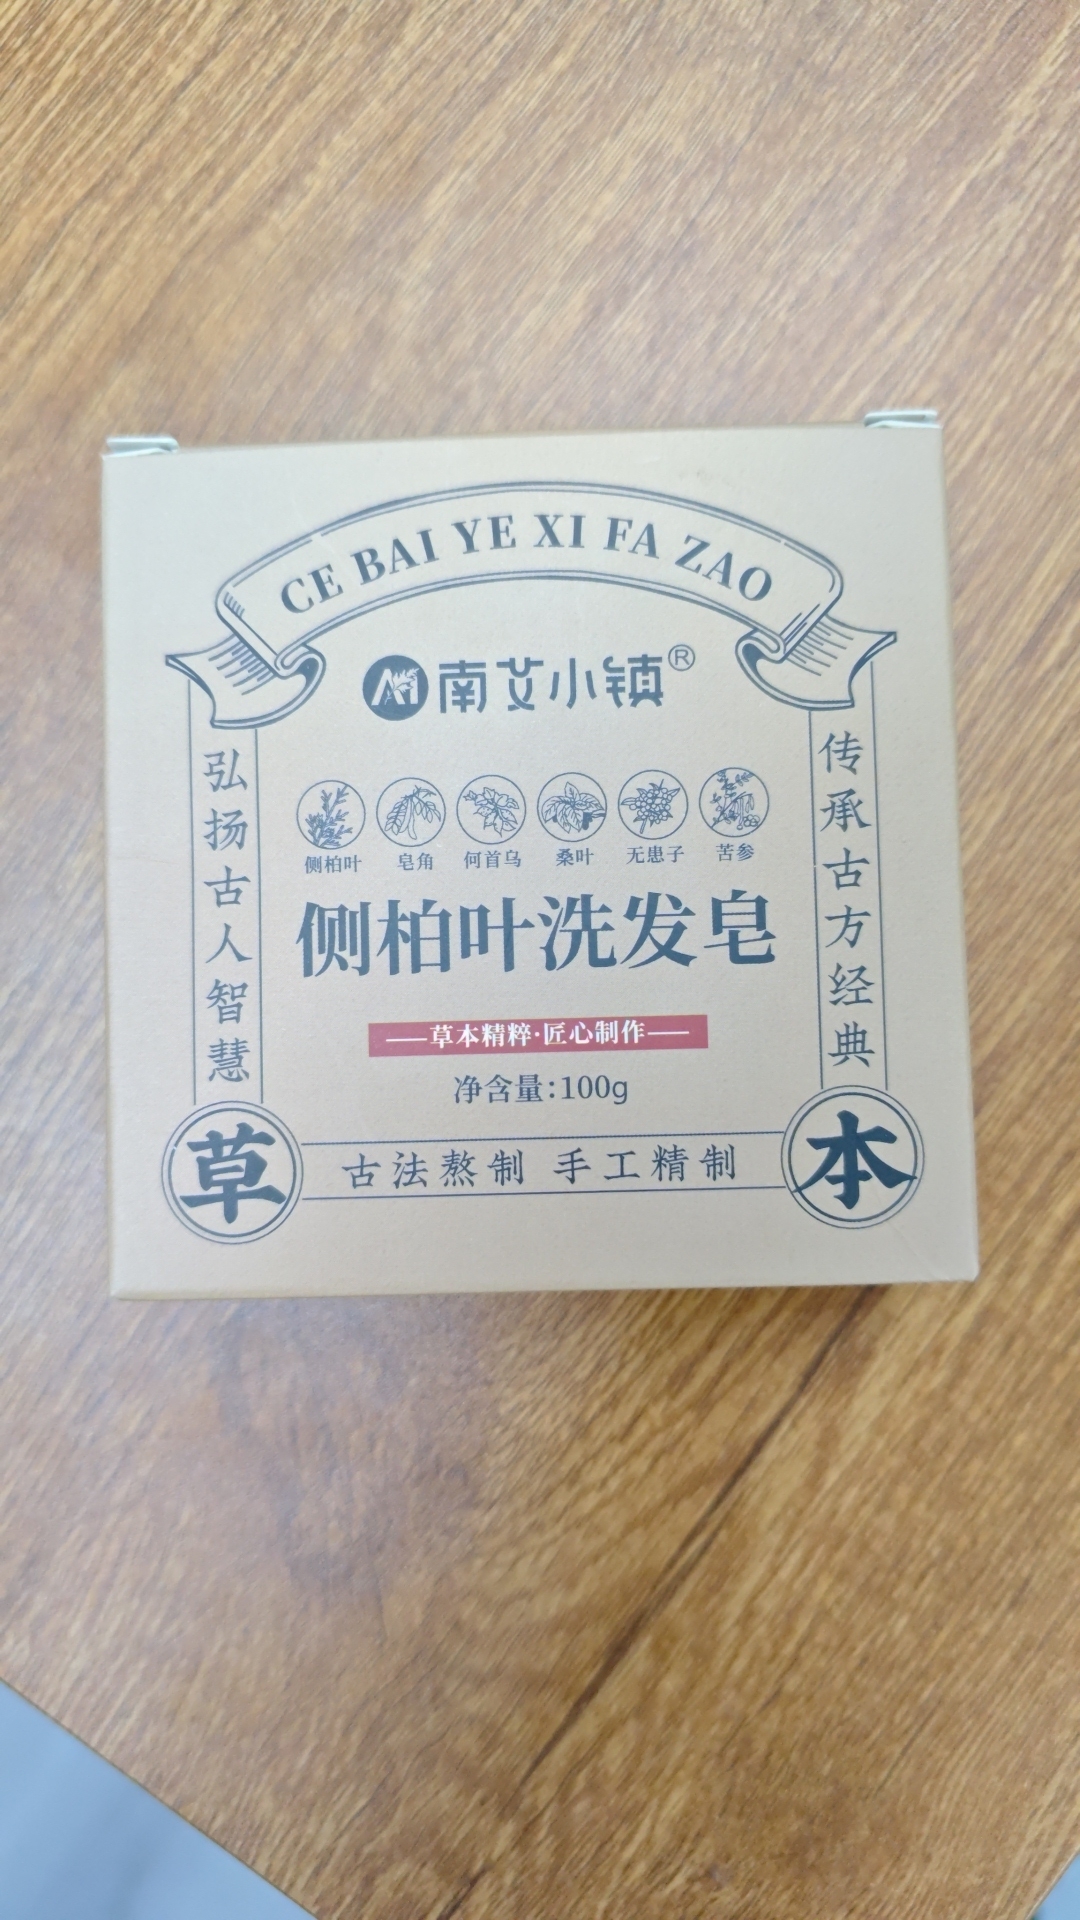 CE BAI YE XI FA ZAO
Ai南艾小镇®
弘扬古人智慧
传承古方经典
侧柏叶 皂角 何首乌 桑叶 无患子 苦参
侧柏叶洗发皂
草本精粹·匠心制作
净含量:100g
草 古法熬制 手工精制 本